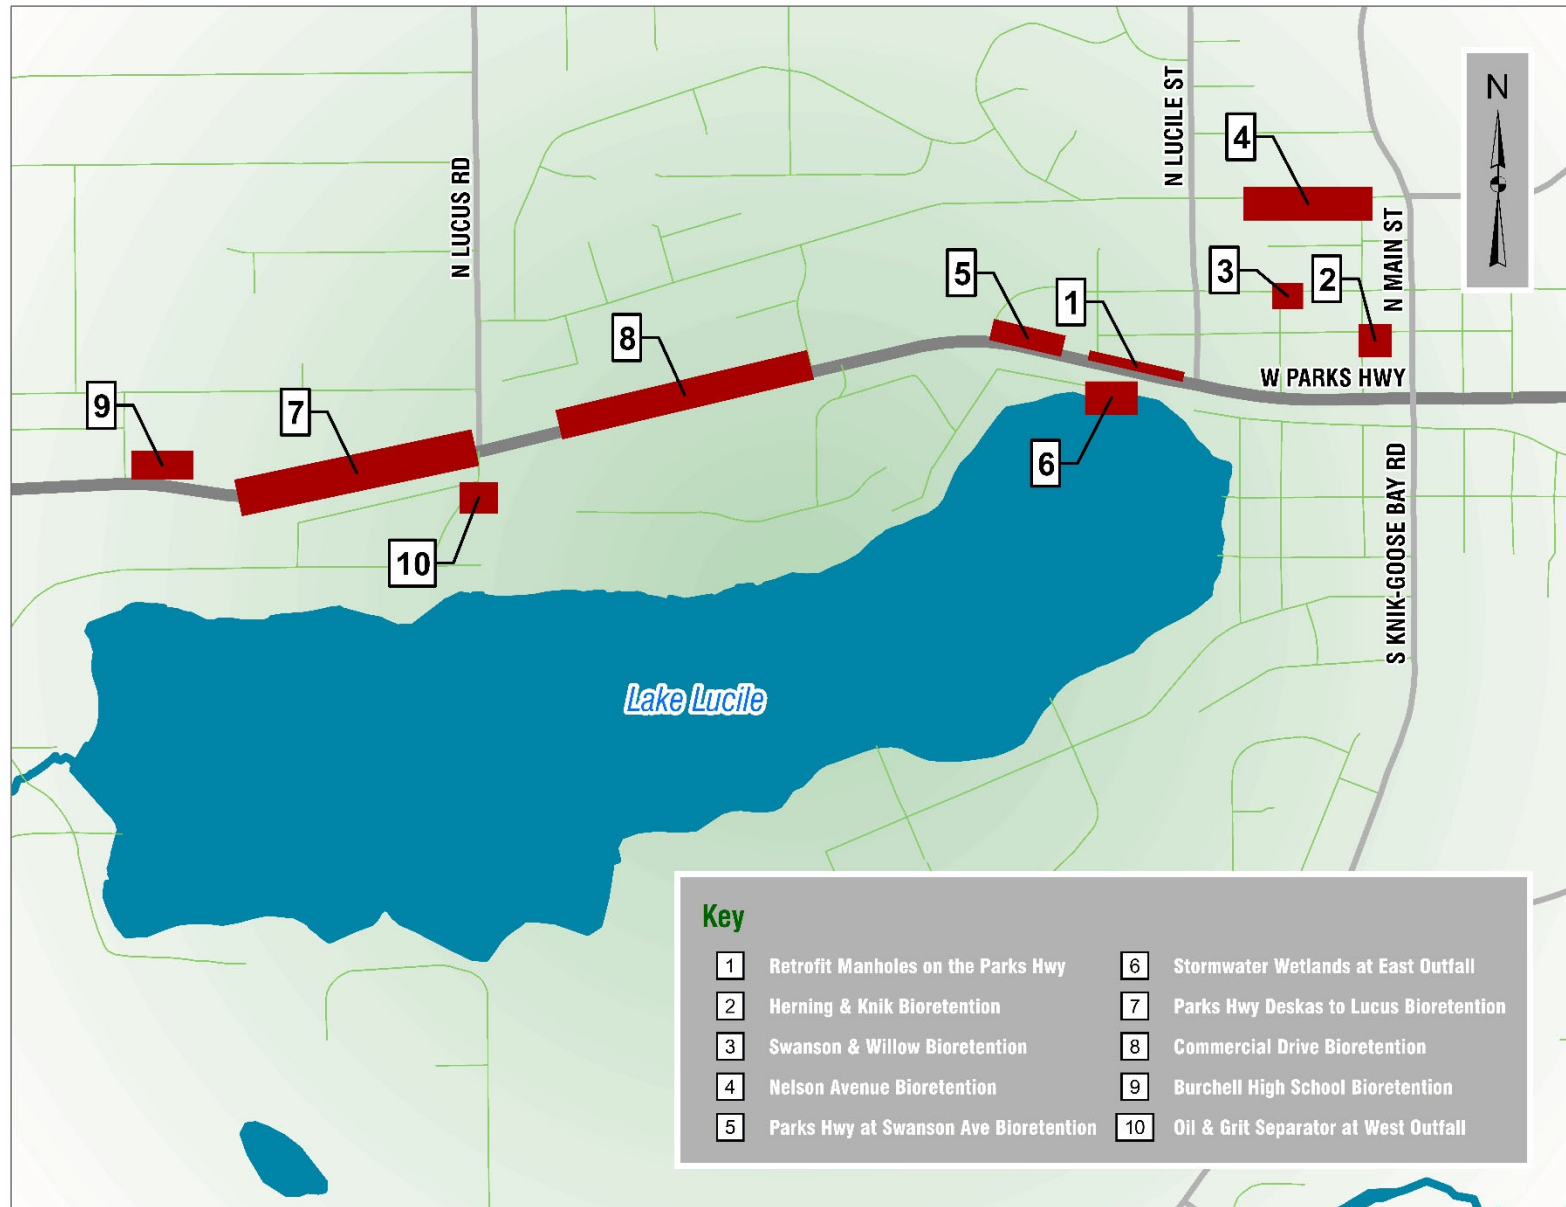 N
N LUCILE ST
4
N LUCUS RD
N MAIN ST
5
3
2
1
8
W PARKS HWY
9
7
6
S KNIK-GOOSE BAY RD
10
Lake Lucile
Key
1 Retrofit Manholes on the Parks Hwy
2 Herning & Knik Bioretention
3 Swanson & Willow Bioretention
4 Nelson Avenue Bioretention
5 Parks Hwy at Swanson Ave Bioretention
6 Stormwater Wetlands at East Outfall
7 Parks Hwy Deskas to Lucus Bioretention
8 Commercial Drive Bioretention
9 Burchell High School Bioretention
10 Oil & Grit Separator at West Outfall